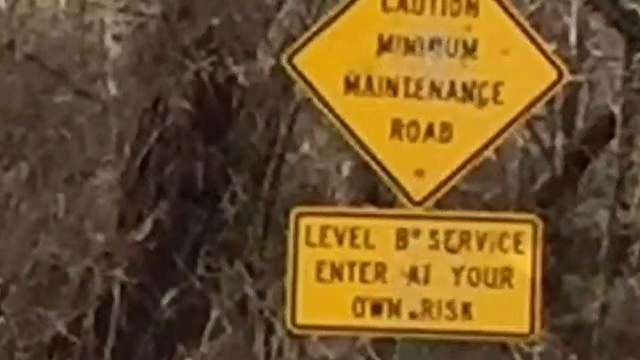 CAUTION
MINIMUM
MAINTENANCE
ROAD
LEVEL B" SERVICE
ENTER AT YOUR
OWN RISK